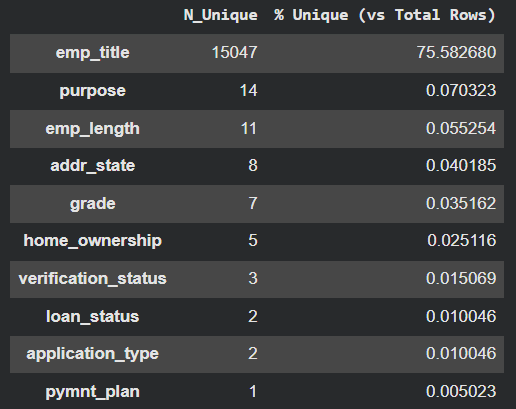 N_Unique % Unique (vs Total Rows)
emp_title 15047 75.582680
purpose 14 0.070323
emp_length 11 0.055254
addr_state 8 0.040185
grade 7 0.035162
home_ownership 5 0.025116
verification_status 3 0.015069
loan_status 2 0.010046
application_type 2 0.010046
pymnt_plan 1 0.005023